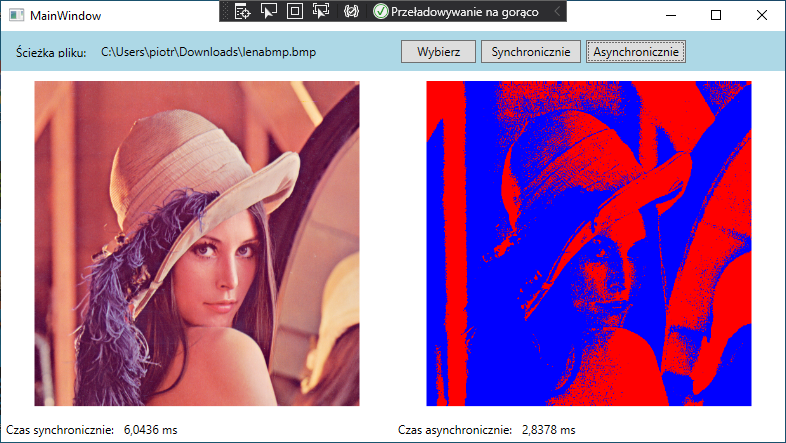 MainWindow
Przeładowywanie na gorąco
Ścieżka pliku: C:\Users\piotr\Downloads\lenabmp.bmp Wybierz Synchronicznie Asynchronicznie
Czas synchronicznie: 6,0436 ms
Czas asynchronicznie: 2,8378 ms